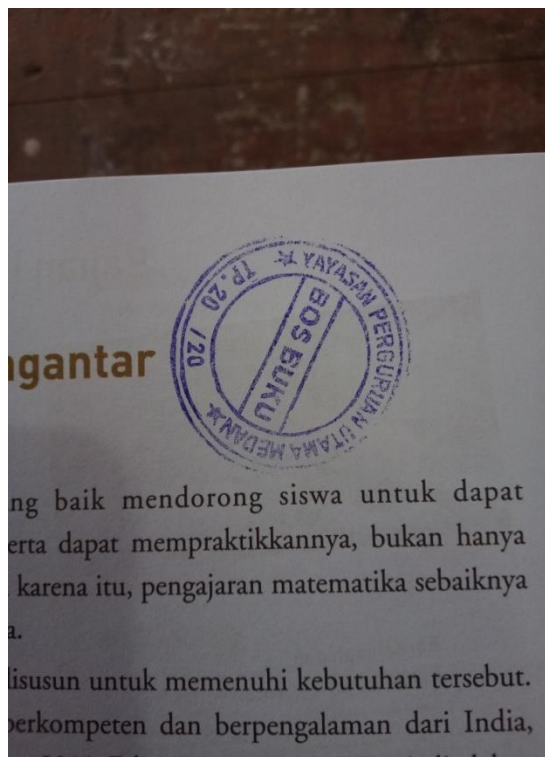 YAYASAN PERGURUAN UTAMA MEDAN
TP.20 /20
BOS BUKU
ngantar
ng baik mendorong siswa untuk dapat
erta dapat mempraktikkannya, bukan hanya
karena itu, pengajaran matematika sebaiknya
a.
lisusun untuk memenuhi kebutuhan tersebut.
berkompeten dan berpengalaman dari India,